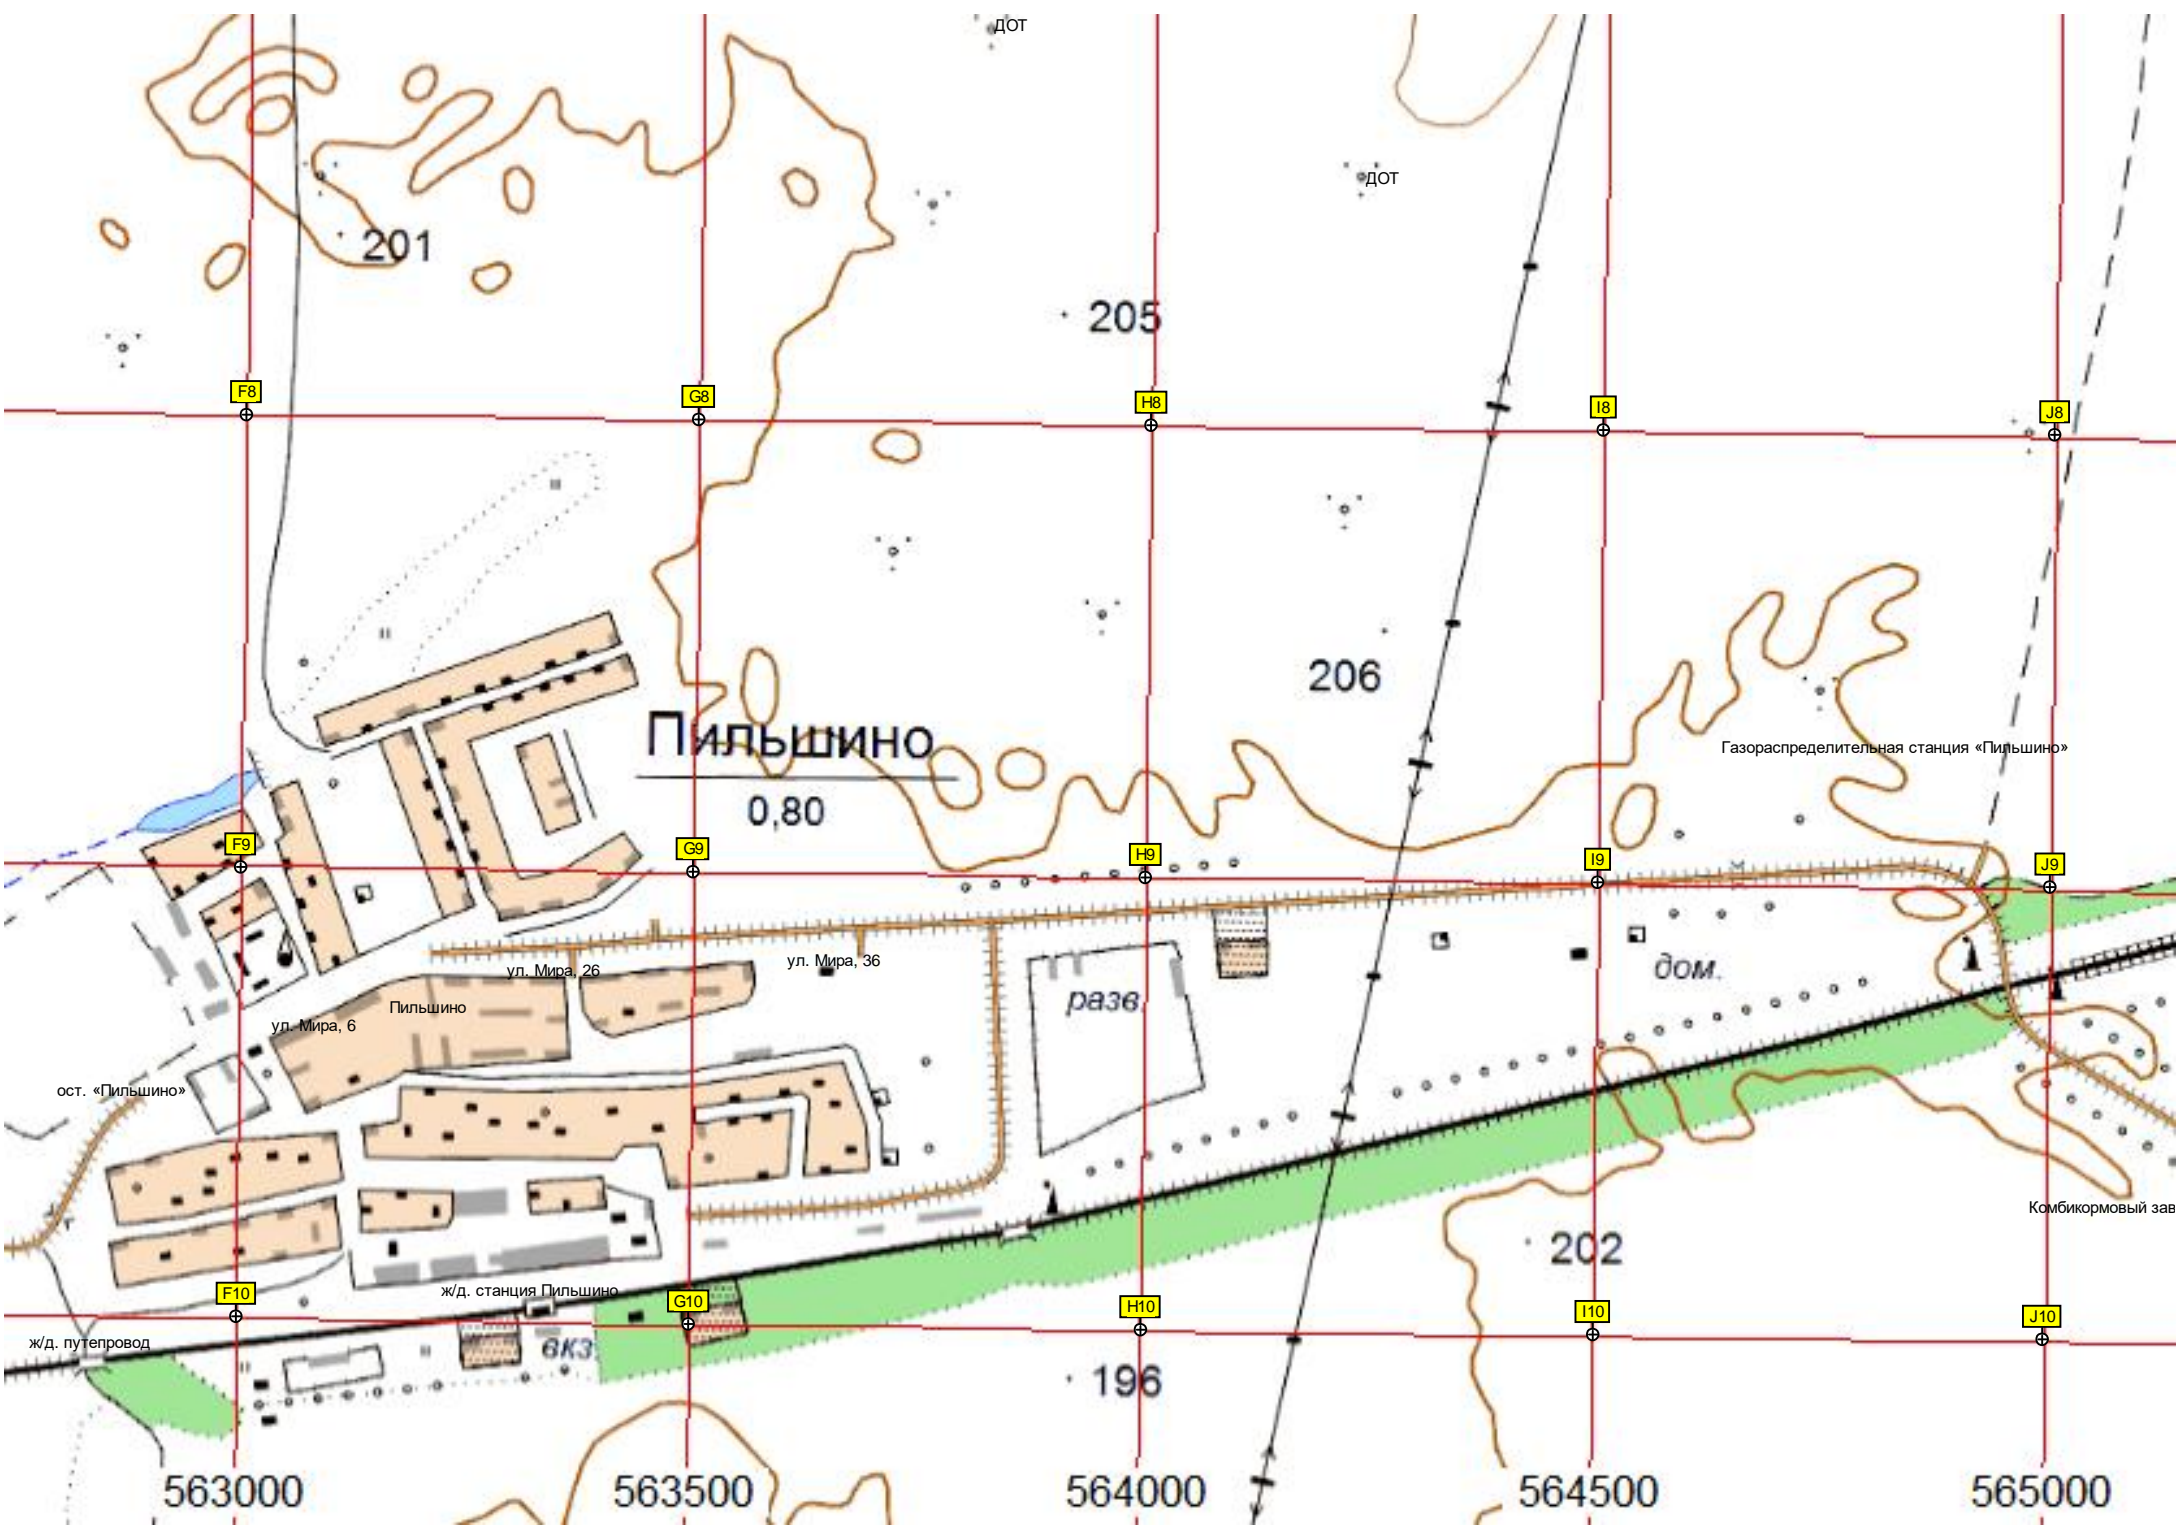 ДОТ
ДОТ
201
205
F8
G8
H8
I8
J8
206
Пильшино
0,80
Газораспределительная станция «Пильшино»
F9
G9
H9
I9
J9
ул. Мира, 36
ул. Мира, 26
дом.
разв.
Пильшино
ул. Мира, 6
ост. «Пильшино»
Комбикормовый зав
202
ж/д. станция Пильшино
F10
G10
H10
I10
J10
ж/д. путепровод
вкз
196
563000
563500
564000
564500
565000